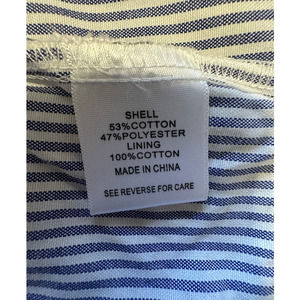 SHELL
53%COTTON
47%POLYESTER
LINING
100%COTTON
MADE IN CHINA
SEE REVERSE FOR CARE